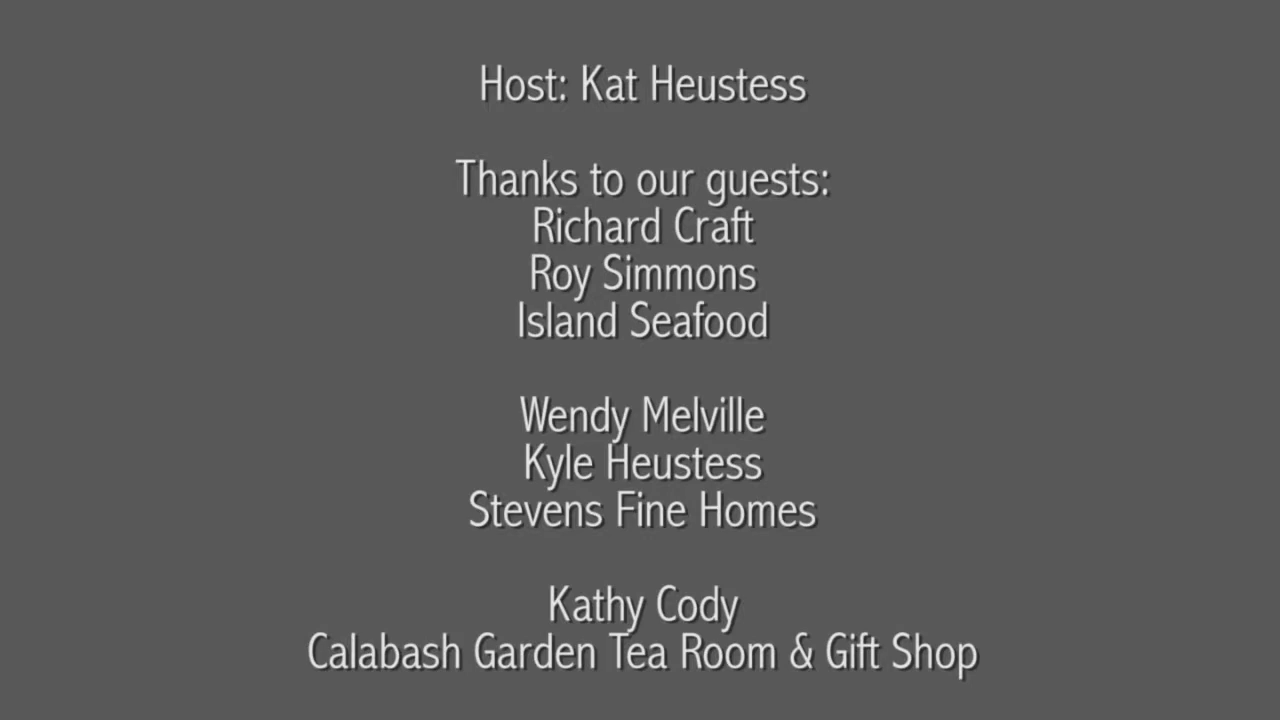 Host: Kat Heustess
Thanks to our guests:
Richard Craft
Roy Simmons
Island Seafood
Wendy Melville
Kyle Heustess
Stevens Fine Homes
Kathy Cody
Calabash Garden Tea Room & Gift Shop